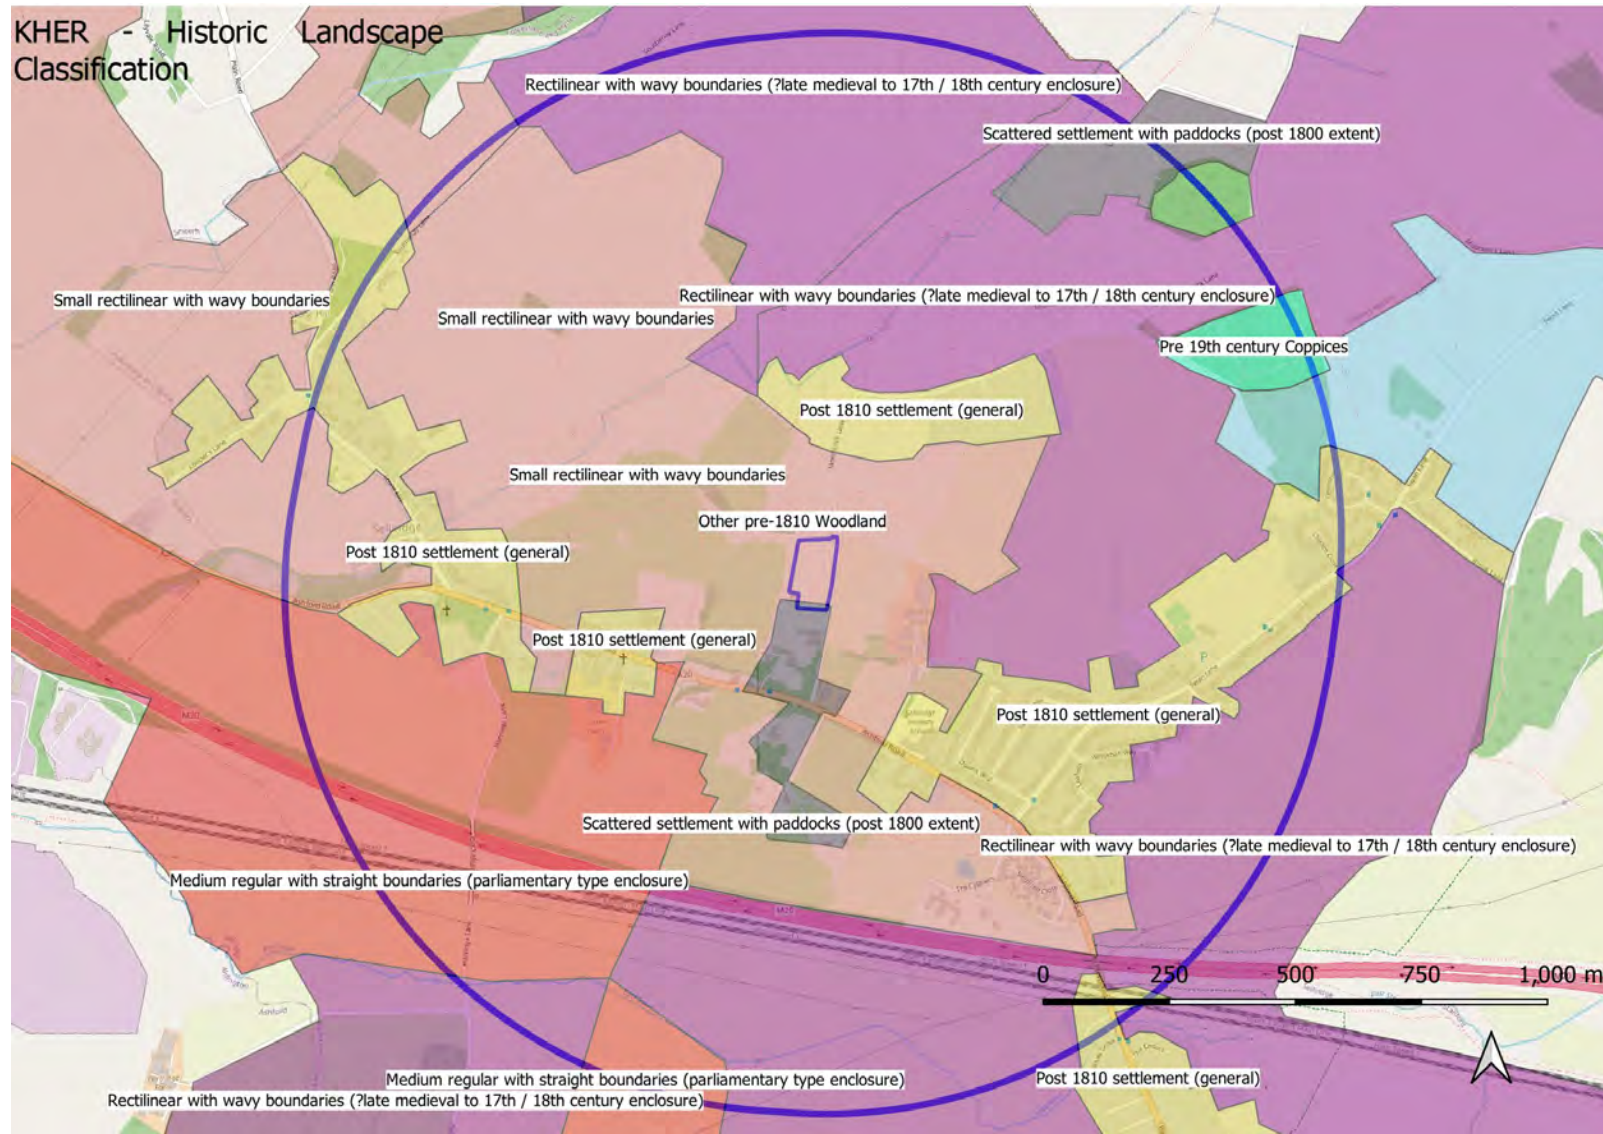 KHER - Historic Landscape
Classification
Rectilinear with wavy boundaries (?late medieval to 17th / 18th century enclosure)
Scattered settlement with paddocks (post 1800 extent)
Small rectilinear with wavy boundaries
Rectilinear with wavy boundaries (?late medieval to 17th / 18th century enclosure)
Small rectilinear with wavy boundaries
Pre 19th century Coppices
Post 1810 settlement (general)
Small rectilinear with wavy boundaries
Other pre-1810 Woodland
Post 1810 settlement (general)
Post 1810 settlement (general)
A20
M20
P
Post 1810 settlement (general)
Scattered settlement with paddocks (post 1800 extent)
Rectilinear with wavy boundaries (?late medieval to 17th / 18th century enclosure)
Medium regular with straight boundaries (parliamentary type enclosure)
M20
0 250 500 750 1,000 m
Ashford
Medium regular with straight boundaries (parliamentary type enclosure)
Post 1810 settlement (general)
Rectilinear with wavy boundaries (?late medieval to 17th / 18th century enclosure)